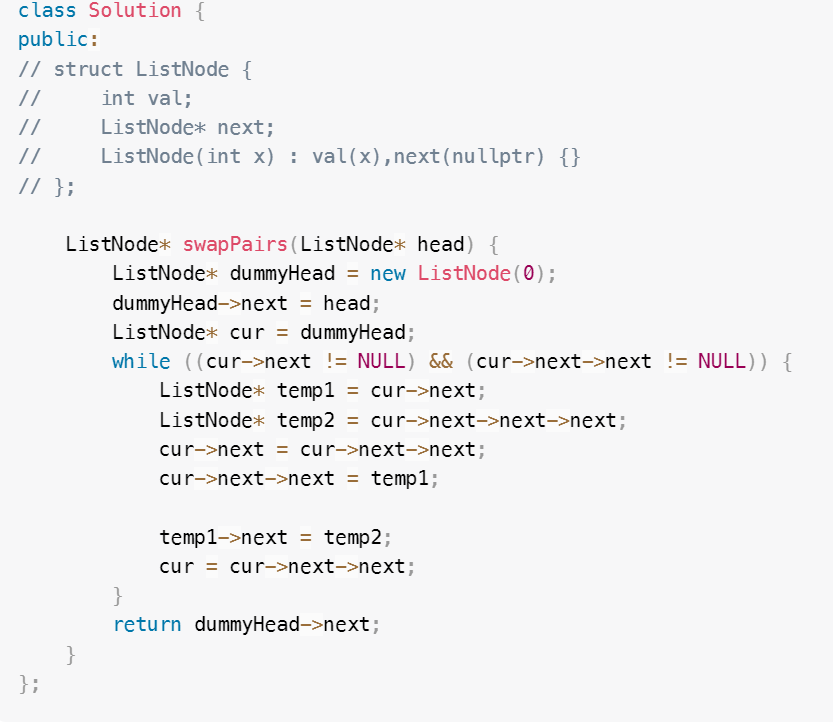 class Solution {
public:
// struct ListNode {
//     int val;
//     ListNode* next;
//     ListNode(int x) : val(x),next(nullptr) {}
// };
    ListNode* swapPairs(ListNode* head) {
        ListNode* dummyHead = new ListNode(0);
        dummyHead->next = head;
        ListNode* cur = dummyHead;
        while ((cur->next != NULL) && (cur->next->next != NULL)) {
            ListNode* temp1 = cur->next;
            ListNode* temp2 = cur->next->next->next;
            cur->next = cur->next->next;
            cur->next->next = temp1;
            temp1->next = temp2;
            cur = cur->next->next;
        }
        return dummyHead->next;
    }
};